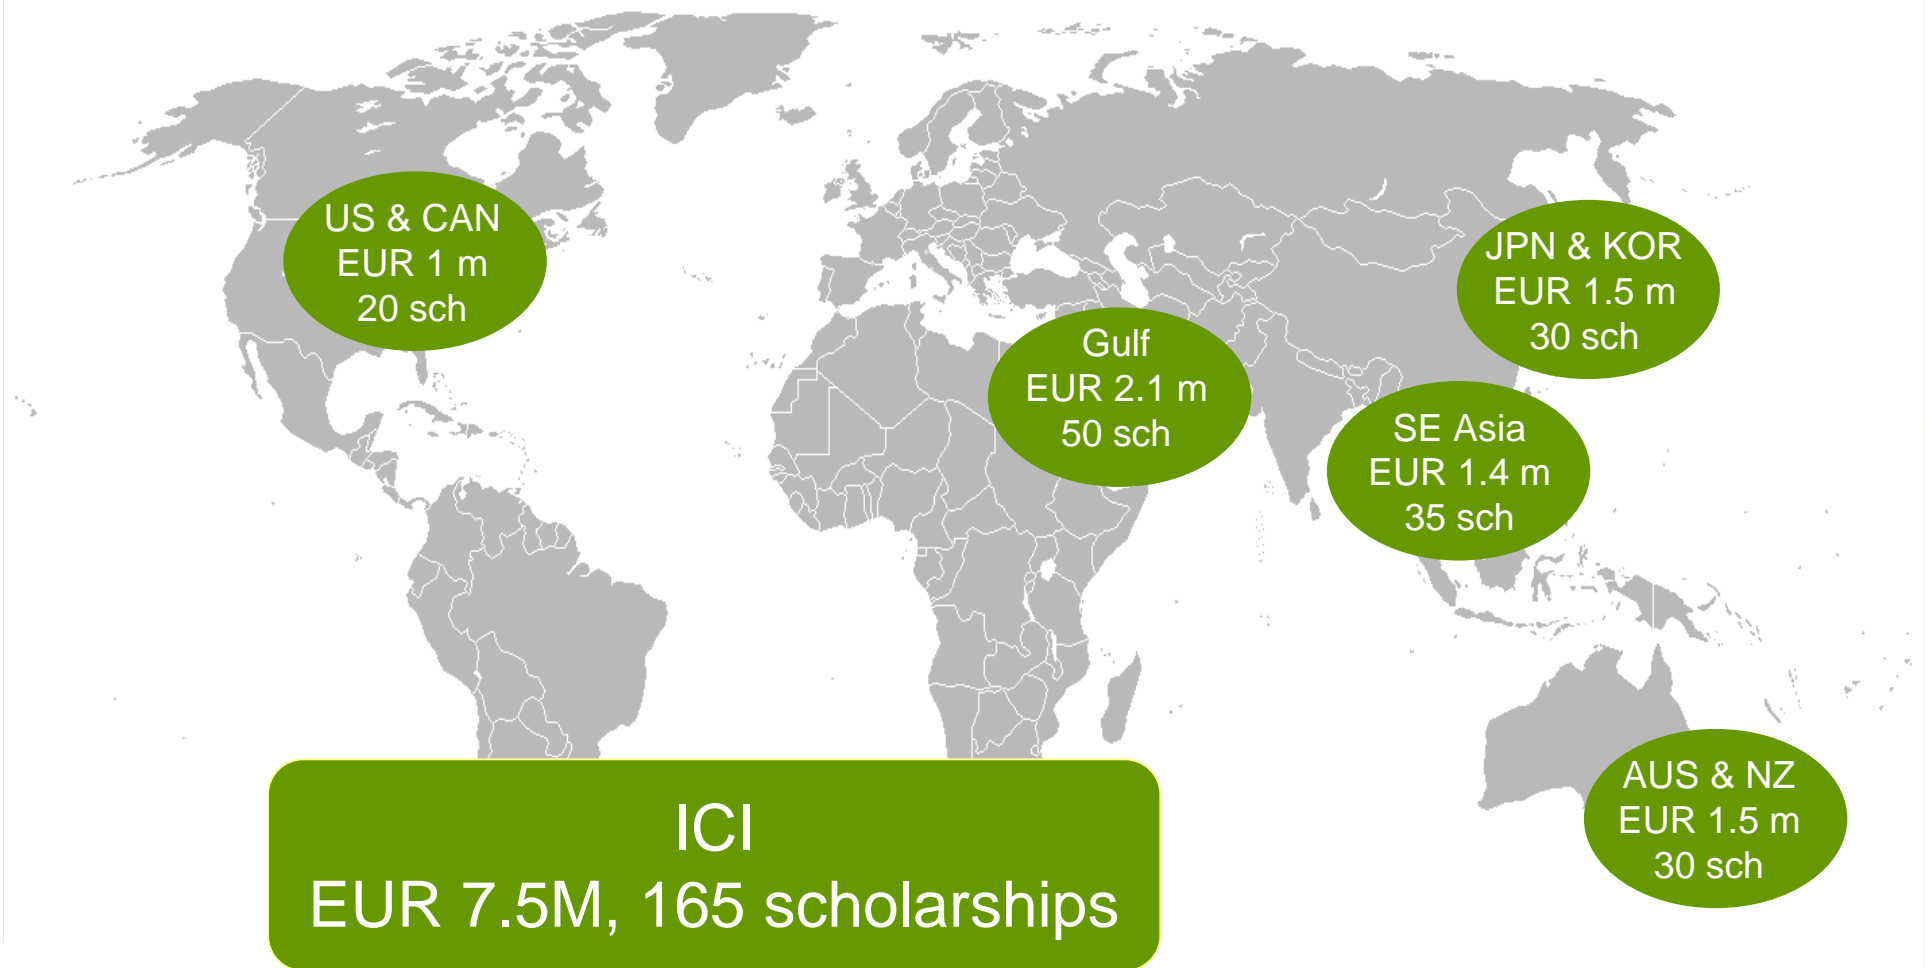 US & CAN
EUR 1 m
20 sch
JPN & KOR
EUR 1.5 m
30 sch
Gulf
EUR 2.1 m
50 sch
SE Asia
EUR 1.4 m
35 sch
AUS & NZ
EUR 1.5 m
30 sch
ICI
EUR 7.5M, 165 scholarships